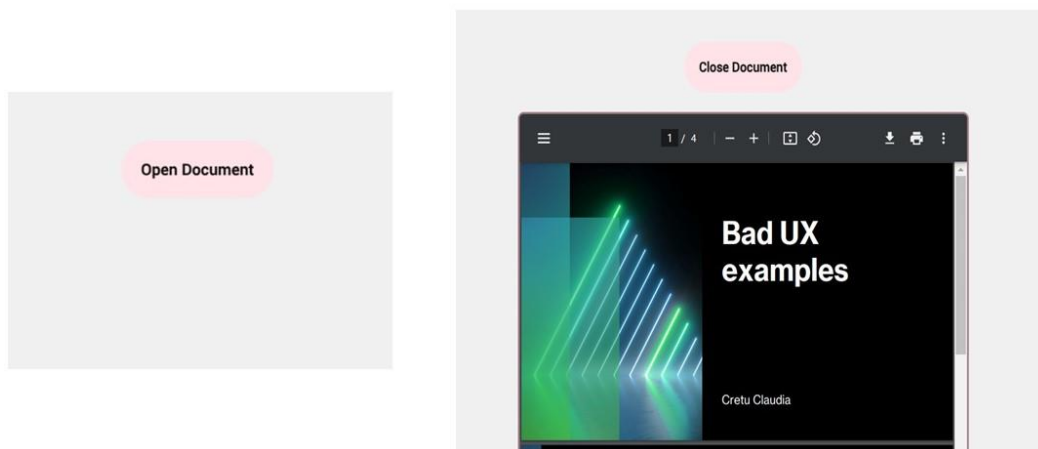 Open Document
Close Document
1 / 4
Bad UX
examples
Cretu Claudia